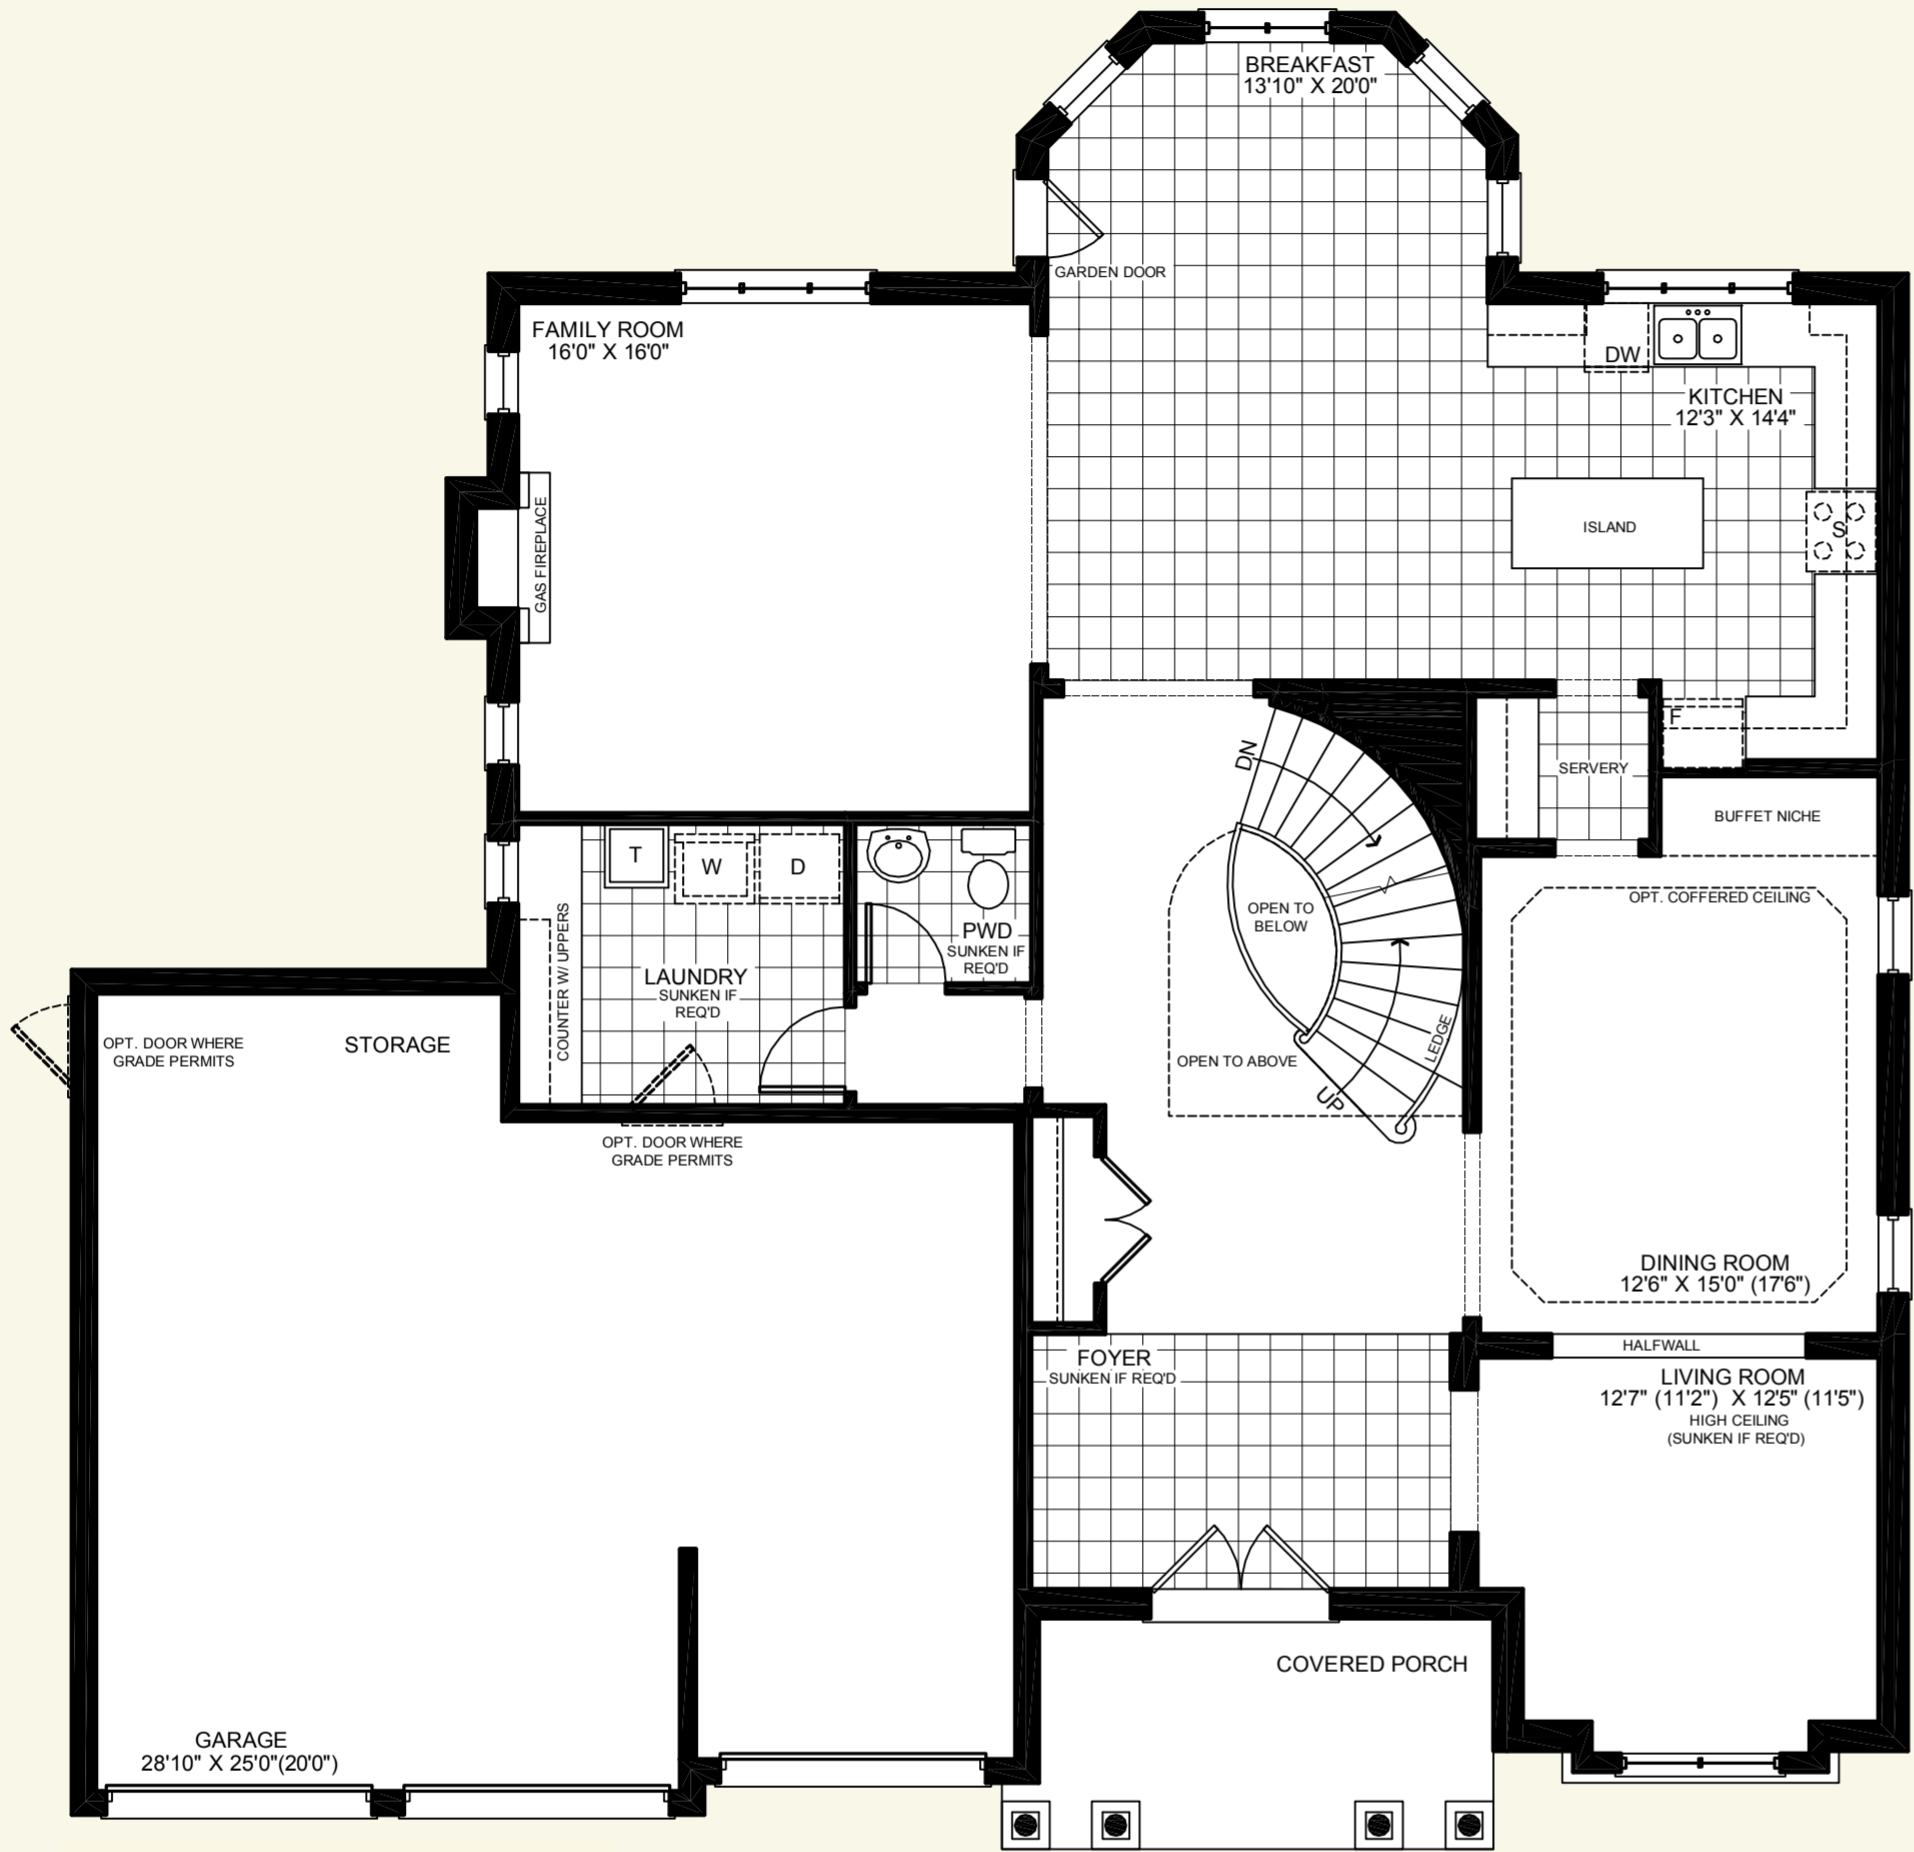 BREAKFAST
13'10" X 20'0"
GARDEN DOOR
FAMILY ROOM
16'0" X 16'0"
GAS FIREPLACE
DW
KITCHEN
12'3" X 14'4"
ISLAND
S
F
SERVERY
BUFFET NICHE
DN
OPEN TO
BELOW
OPEN TO ABOVE
UP
LEDGE
T
W
D
COUNTER W/ UPPERS
LAUNDRY
SUNKEN IF
REQ'D
PWD
SUNKEN IF
REQ'D
OPT. COFFERED CEILING
DINING ROOM
12'6" X 15'0" (17'6")
OPT. DOOR WHERE
GRADE PERMITS
STORAGE
OPT. DOOR WHERE
GRADE PERMITS
HALFWALL
FOYER
SUNKEN IF REQ'D
LIVING ROOM
12'7" (11'2") X 12'5" (11'5")
HIGH CEILING
(SUNKEN IF REQ'D)
COVERED PORCH
GARAGE
28'10" X 25'0"(20'0")